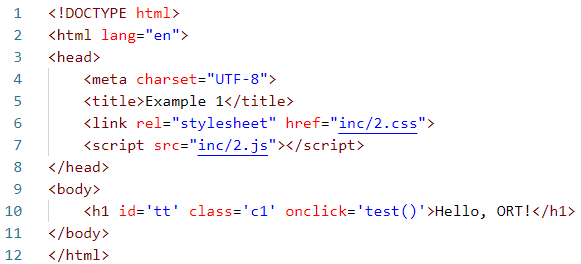 1 <!DOCTYPE html>
2 <html lang="en">
3 <head>
4     <meta charset="UTF-8">
5     <title>Example 1</title>
6     <link rel="stylesheet" href="inc/2.css">
7     <script src="inc/2.js"></script>
8 </head>
9 <body>
10     <h1 id='tt' class='c1' onclick='test()'>Hello, ORT!</h1>
11 </body>
12 </html>